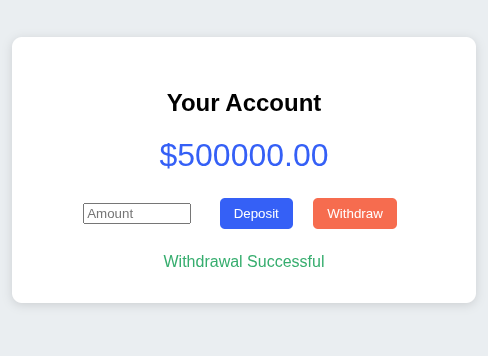 Your Account
$500000.00
Amount Deposit Withdraw
Withdrawal Successful